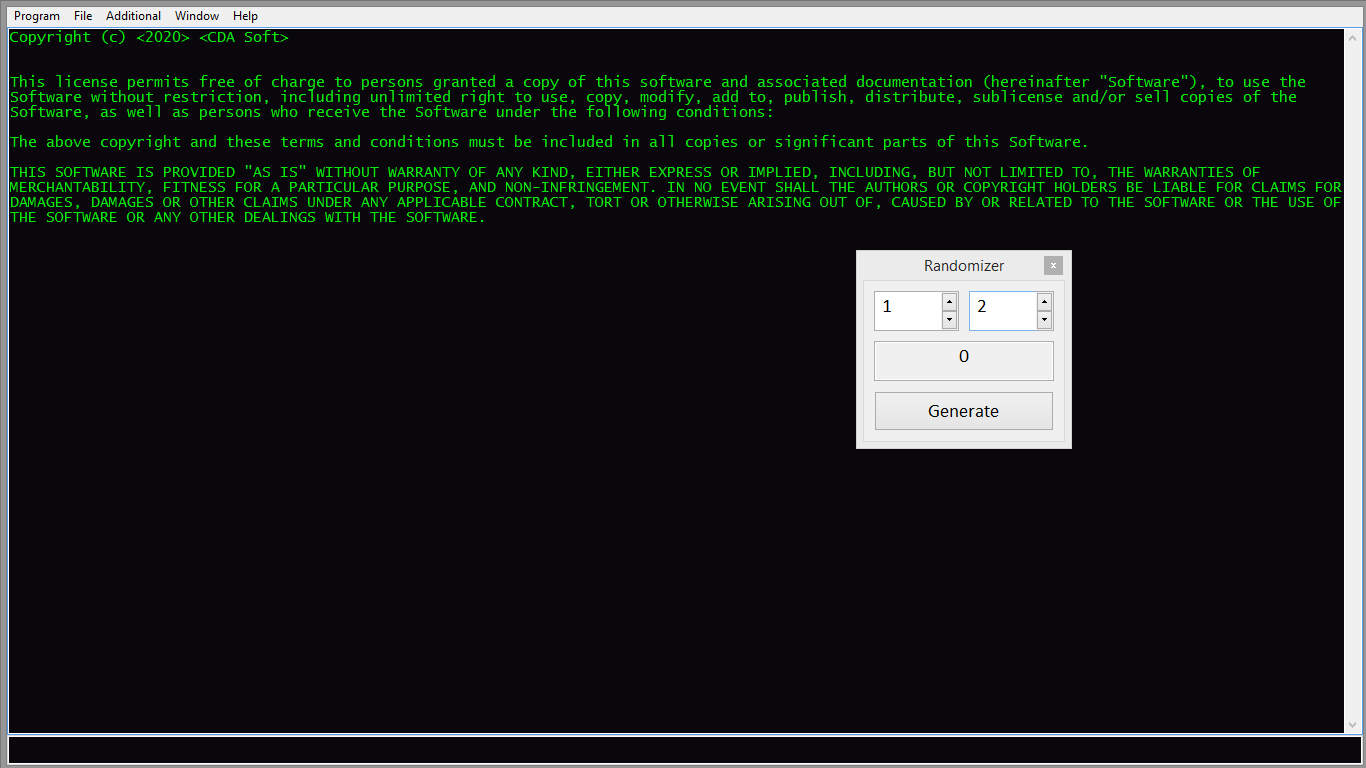 Program File Additional Window Help
Copyright (c) <2020> <CDA Soft>
This license permits free of charge to persons granted a copy of this software and associated documentation (hereinafter "Software"), to use the
Software without restriction, including unlimited right to use, copy, modify, add to, publish, distribute, sublicense and/or sell copies of the
Software, as well as persons who receive the Software under the following conditions:
The above copyright and these terms and conditions must be included in all copies or significant parts of this Software.
THIS SOFTWARE IS PROVIDED "AS IS" WITHOUT WARRANTY OF ANY KIND, EITHER EXPRESS OR IMPLIED, INCLUDING, BUT NOT LIMITED TO, THE WARRANTIES OF
MERCHANTABILITY, FITNESS FOR A PARTICULAR PURPOSE, AND NON-INFRINGEMENT. IN NO EVENT SHALL THE AUTHORS OR COPYRIGHT HOLDERS BE LIABLE FOR CLAIMS FOR
DAMAGES, DAMAGES OR OTHER CLAIMS UNDER ANY APPLICABLE CONTRACT, TORT OR OTHERWISE ARISING OUT OF, CAUSED BY OR RELATED TO THE SOFTWARE OR THE USE OF
THE SOFTWARE OR ANY OTHER DEALINGS WITH THE SOFTWARE.
Randomizer x
1 2
0
Generate